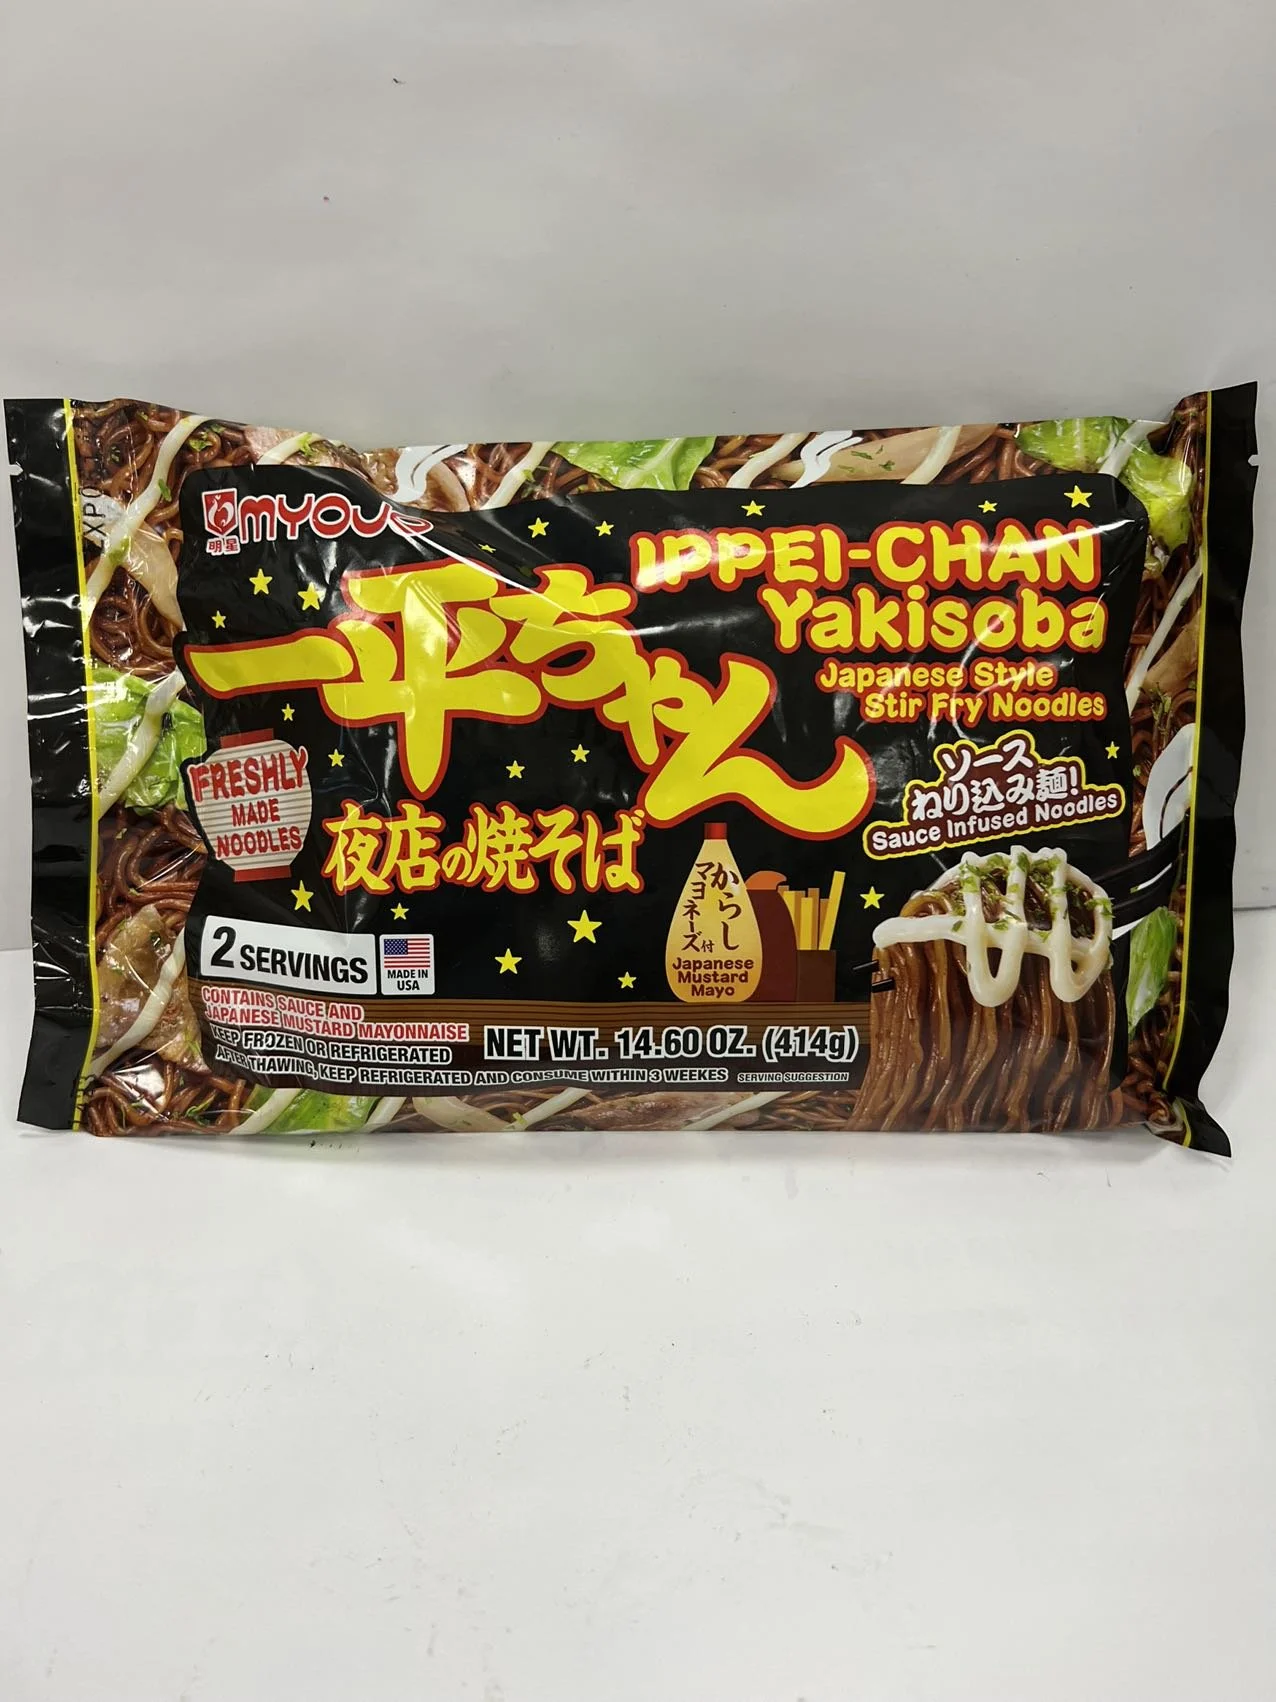 MYOJO
明星
IPPEI-CHAN
Yakisoba
Japanese Style
Stir Fry Noodles
一平ちゃん
夜店の焼そば
ソース
ねり込み麺!
Sauce Infused Noodles
FRESHLY
MADE
NOODLES
からし
マヨネーズ付
Japanese
Mustard
Mayo
2 SERVINGS
MADE IN
USA
CONTAINS SAUCE AND
JAPANESE MUSTARD MAYONNAISE
KEEP FROZEN OR REFRIGERATED
AFTER THAWING, KEEP REFRIGERATED AND CONSUME WITHIN 3 WEEKES
NET WT. 14.60 OZ. (414g)
SERVING SUGGESTION